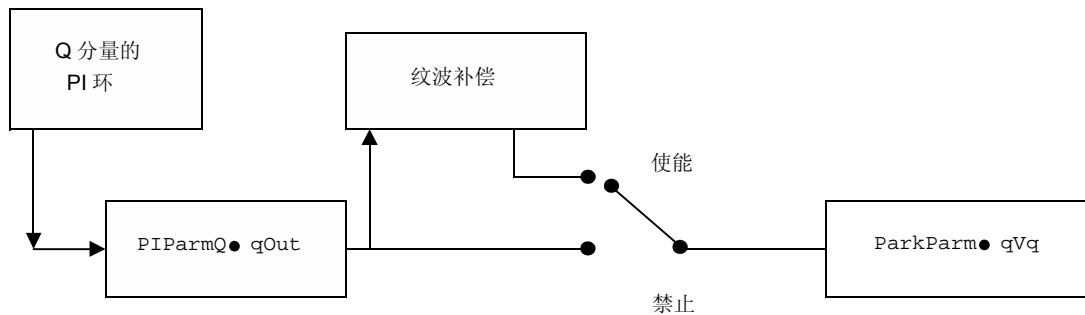 Q 分量的
PI 环
纹波补偿
使能
PIParmQ● qOut
ParkParm● qVq
禁止